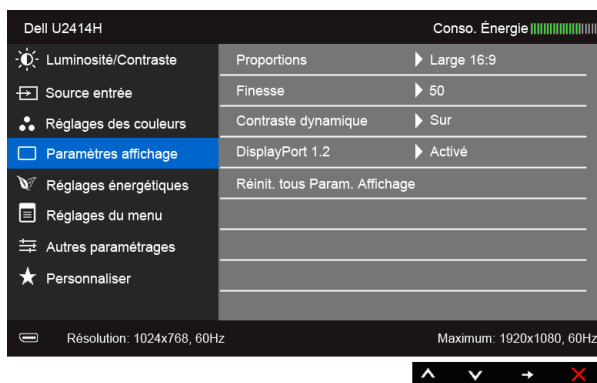 Dell U2414H
Conso. Énergie
Luminosité/Contraste
Proportions
Large 16:9
Source entrée
Finesse
50
Réglages des couleurs
Contraste dynamique
Sur
Paramètres affichage
DisplayPort 1.2
Activé
Réglages énergétiques
Réinit. tous Param. Affichage
Réglages du menu
Autres paramétrages
Personnaliser
Résolution: 1024x768, 60Hz
Maximum: 1920x1080, 60Hz